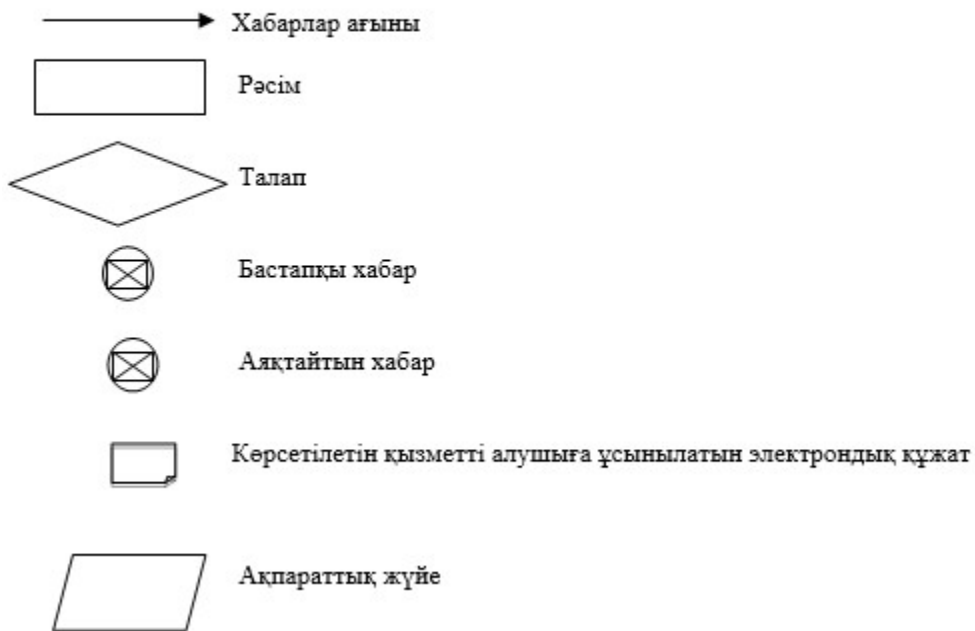 Хабарлар ағыны
Рәсім
Талап
Бастапқы хабар
Аяқтайтын хабар
Көрсетілетін қызметті алушыға ұсынылатын электрондық құжат
Ақпараттық жүйе